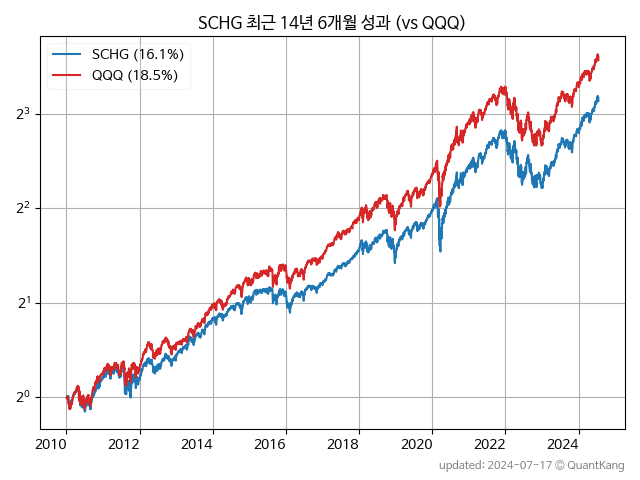 SCHG 최근 14년 6개월 성과 (vs QQQ)
SCHG (16.1%)
QQQ (18.5%)
2³
2²
2¹
2⁰
2010 2012 2014 2016 2018 2020 2022 2024
updated: 2024-07-17 © QuantKang